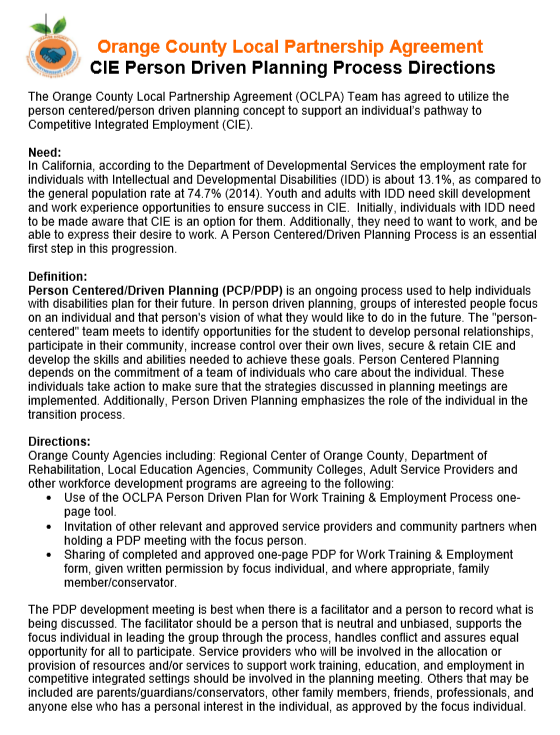 Orange County Local Partnership Agreement
CIE Person Driven Planning Process Directions
The Orange County Local Partnership Agreement (OCLPA) Team has agreed to utilize the
person centered/person driven planning concept to support an individual's pathway to
Competitive Integrated Employment (CIE).
Need:
In California, according to the Department of Developmental Services the employment rate for
individuals with Intellectual and Developmental Disabilities (IDD) is about 13.1%, as compared to
the general population rate at 74.7% (2014). Youth and adults with IDD need skill development
and work experience opportunities to ensure success in CIE.  Initially, individuals with IDD need
to be made aware that CIE is an option for them. Additionally, they need to want to work, and be
able to express their desire to work. A Person Centered/Driven Planning Process is an essential
first step in this progression.
Definition:
Person Centered/Driven Planning (PCP/PDP) is an ongoing process used to help individuals
with disabilities plan for their future. In person driven planning, groups of interested people focus
on an individual and that person's vision of what they would like to do in the future. The "person-
centered" team meets to identify opportunities for the student to develop personal relationships,
participate in their community, increase control over their own lives, secure & retain CIE and
develop the skills and abilities needed to achieve these goals. Person Centered Planning
depends on the commitment of a team of individuals who care about the individual. These
individuals take action to make sure that the strategies discussed in planning meetings are
implemented. Additionally, Person Driven Planning emphasizes the role of the individual in the
transition process.
Directions:
Orange County Agencies including: Regional Center of Orange County, Department of
Rehabilitation, Local Education Agencies, Community Colleges, Adult Service Providers and
other workforce development programs are agreeing to the following:
• Use of the OCLPA Person Driven Plan for Work Training & Employment Process one-
page tool.
• Invitation of other relevant and approved service providers and community partners when
holding a PDP meeting with the focus person.
• Sharing of completed and approved one-page PDP for Work Training & Employment
form, given written permission by focus individual, and where appropriate, family
member/conservator.
The PDP development meeting is best when there is a facilitator and a person to record what is
being discussed. The facilitator should be a person that is neutral and unbiased, supports the
focus individual in leading the group through the process, handles conflict and assures equal
opportunity for all to participate. Service providers who will be involved in the allocation or
provision of resources and/or services to support work training, education, and employment in
competitive integrated settings should be involved in the planning meeting. Others that may be
included are parents/guardians/conservators, other family members, friends, professionals, and
anyone else who has a personal interest in the individual, as approved by the focus individual.